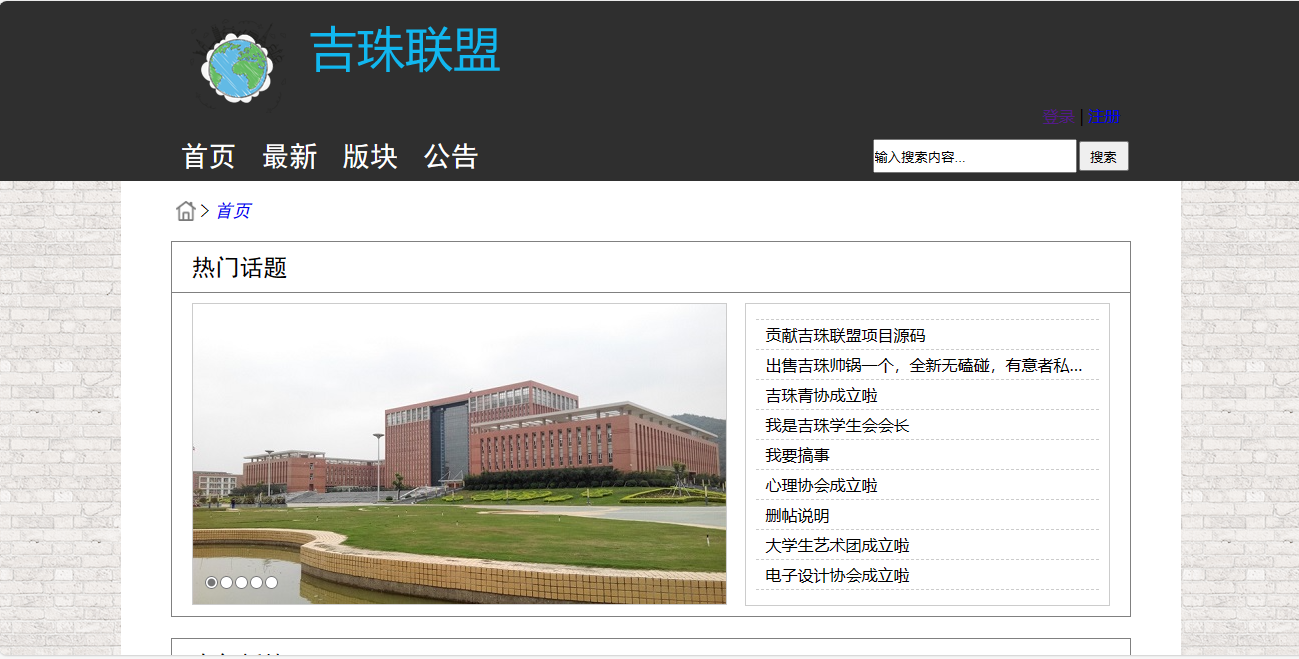 吉珠联盟
登录 | 注册
首页 最新 版块 公告
输入搜索内容... 搜索
> 首页
热门话题
贡献吉珠联盟项目源码
出售吉珠帅锅一个，全新无磕碰，有意者私...
吉珠青协成立啦
我是吉珠学生会会长
我要搞事
心理协会成立啦
删帖说明
大学生艺术团成立啦
电子设计协会成立啦